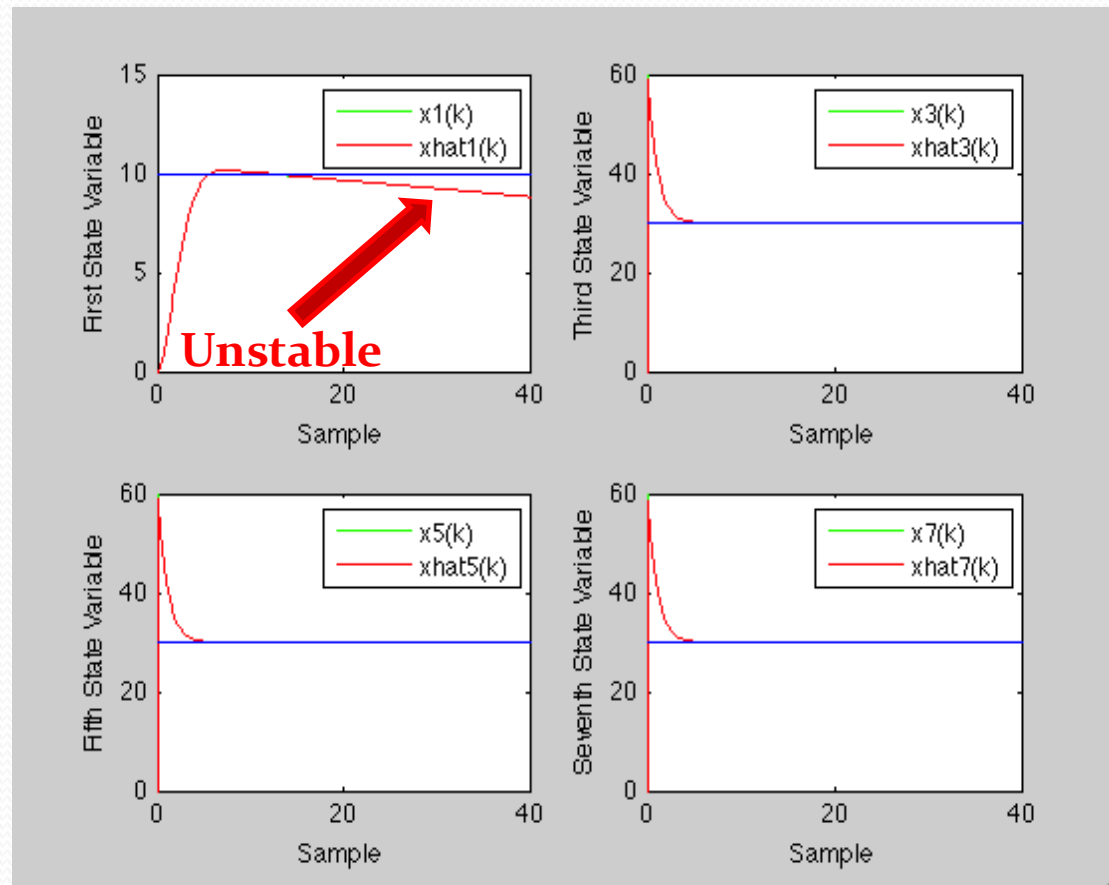 15
10
5
0
0
20
40
First State Variable
Sample
x1(k)
xhat1(k)
Unstable
60
40
20
0
0
20
40
Third State Variable
Sample
x3(k)
xhat3(k)
60
40
20
0
0
20
40
Fifth State Variable
Sample
x5(k)
xhat5(k)
60
40
20
0
0
20
40
Seventh State Variable
Sample
x7(k)
xhat7(k)